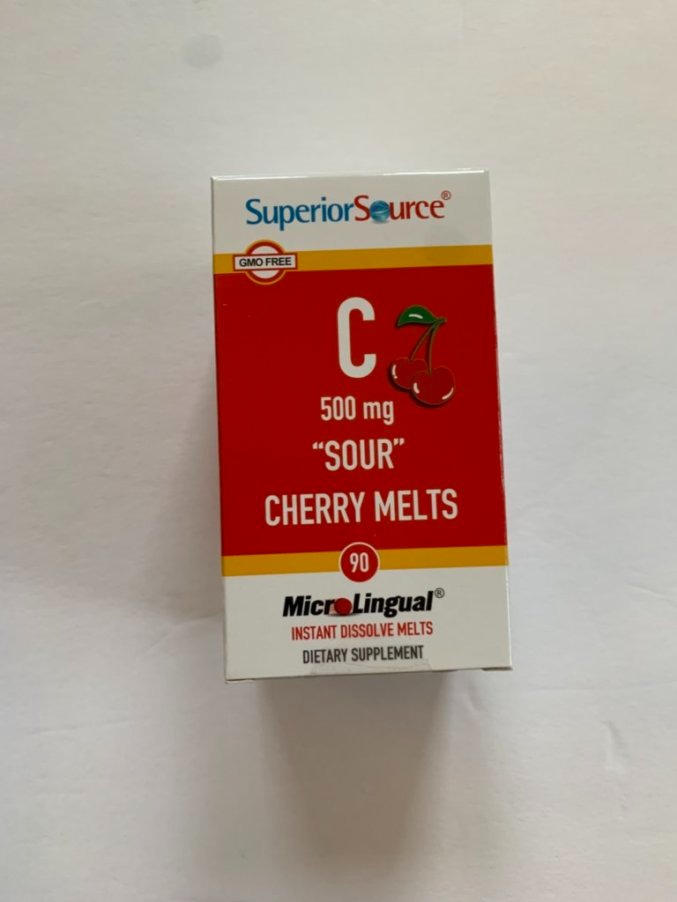 SuperiorSource®
GMO FREE
C
500 mg
“SOUR”
CHERRY MELTS
90
MicroLingual®
INSTANT DISSOLVE MELTS
DIETARY SUPPLEMENT